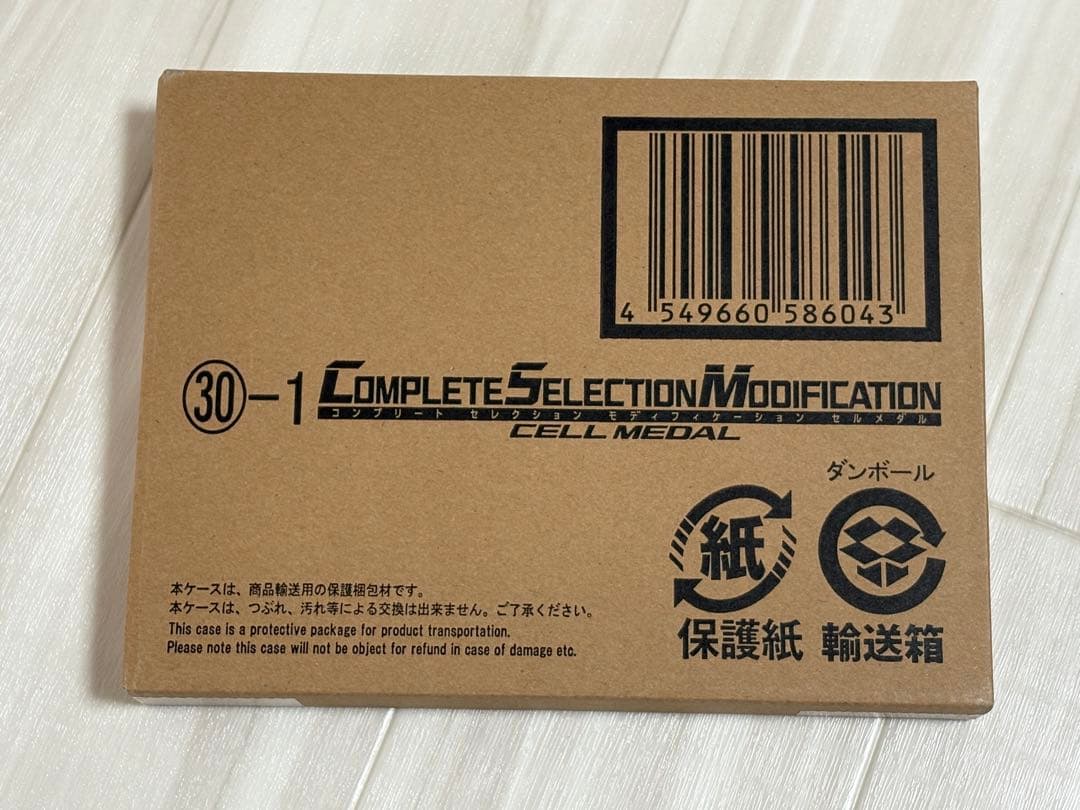 4 549660 586043
㉚-1 COMPLETE SELECTION MODIFICATION
コンプリート セレクション モディフィケーション セルメダル
CELL MEDAL
ダンボール
紙
保護紙 輸送箱
本ケースは、商品輸送用の保護梱包材です。
本ケースは、つぶれ、汚れ等による交換は出来ません。ご了承ください。
This case is a protective package for product transportation.
Please note this case will not be object for refund in case of damage etc.